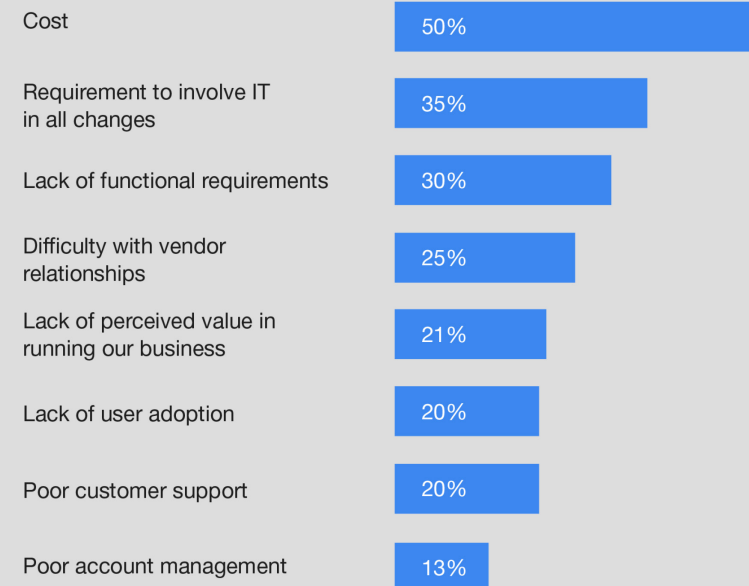 Cost
50%
Requirement to involve IT
in all changes
35%
Lack of functional requirements
30%
Difficulty with vendor
relationships
25%
Lack of perceived value in
running our business
21%
Lack of user adoption
20%
Poor customer support
20%
Poor account management
13%